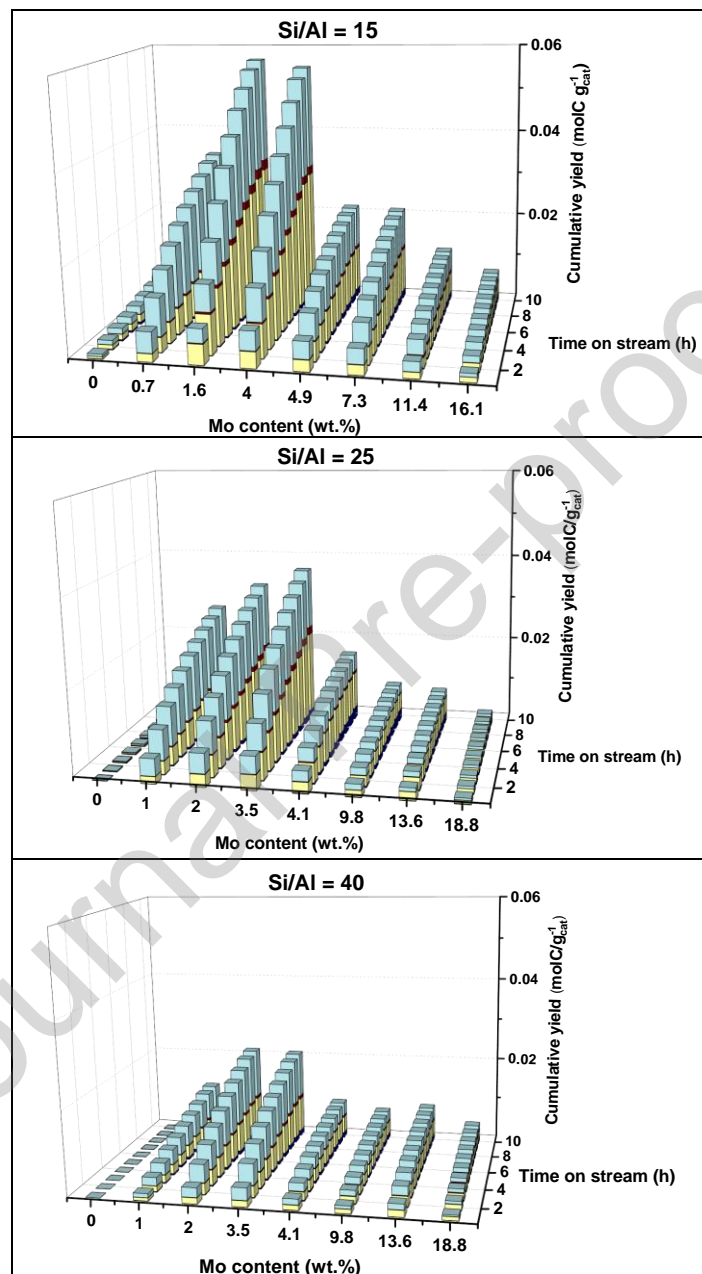 Si/Al = 15
0.06
0.04
0.02
Cumulative yield (molC g⁻¹cat)
10
8
6
4
2
Time on stream (h)
0 0.7 1.6 4 4.9 7.3 11.4 16.1
Mo content (wt.%)
Si/Al = 25
0.06
0.04
0.02
Cumulative yield (molC/g⁻¹cat)
10
8
6
4
2
Time on stream (h)
0 1 2 3.5 4.1 9.8 13.6 18.8
Mo content (wt.%)
Si/Al = 40
0.06
0.04
0.02
Cumulative yield (molC/g⁻¹cat)
10
8
6
4
2
Time on stream (h)
0 1 2 3.5 4.1 9.8 13.6 18.8
Mo content (wt.%)
ournal pre-proo